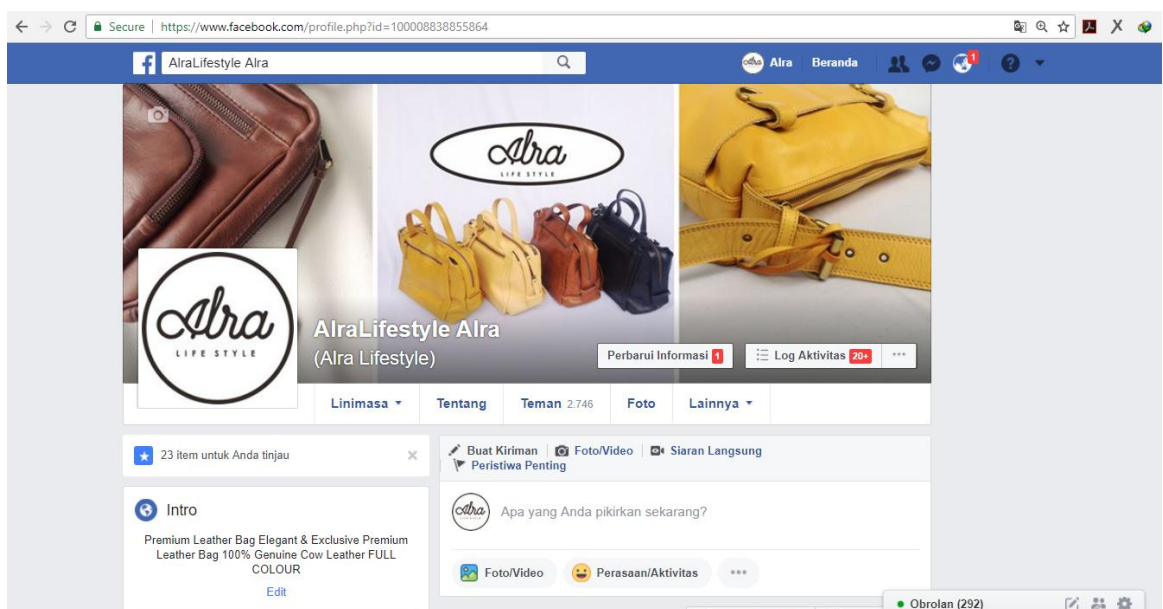 Secure | https://www.facebook.com/profile.php?id=100008838855864
AlraLifestyle Alra
Alra Beranda 1
Alra
LIFE STYLE
Alra
LIFE STYLE
AlraLifestyle Alra
(Alra Lifestyle)
Perbarui Informasi 1 Log Aktivitas 20+
Linimasa Tentang Teman 2.746 Foto Lainnya
23 item untuk Anda tinjau
Buat Kiriman Foto/Video Siaran Langsung
Peristiwa Penting
Intro
Alra
Apa yang Anda pikirkan sekarang?
Premium Leather Bag Elegant & Exclusive Premium
Leather Bag 100% Genuine Cow Leather FULL
COLOUR
Edit
Foto/Video Perasaan/Aktivitas
Obrolan (292)